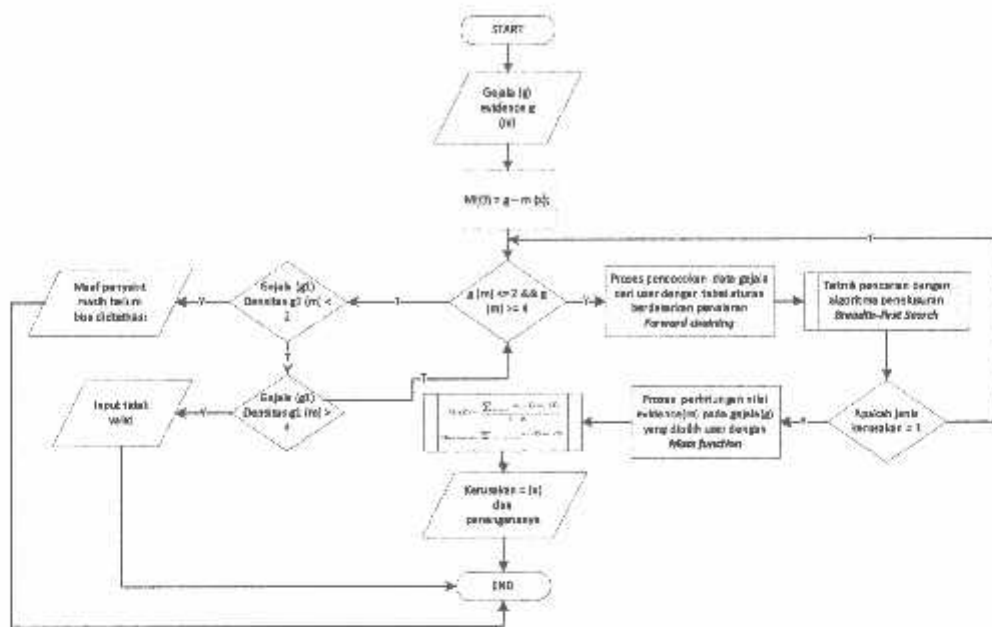 START
Gejala (g)
evidence g
(m)
M{θ} = g – m (s);
T
Maaf penyakit
masih belum
bisa dideteksi
Y
Gejala (g1)
Densitas g1 (m) <
2
T
g (m) <= 2 && g
(m) >= 4
Y
Proses pencocokan data gejala
dari user dengan tabel aturan
berdasarkan penalaran
Forward chaining
Teknik pencarian dengan
algoritma penelusuran
Breadth-First Search
T
T
Input tidak
valid
Y
Gejala (g1)
Densitas g1 (m) >
4
Proses perhitungan nilai
evidence(m) pada gejala(g)
yang dipilih user dengan
Mass function
Apakah jenis
kerusakan = 1
Kerusakan = (x)
dan
penanganannya
END